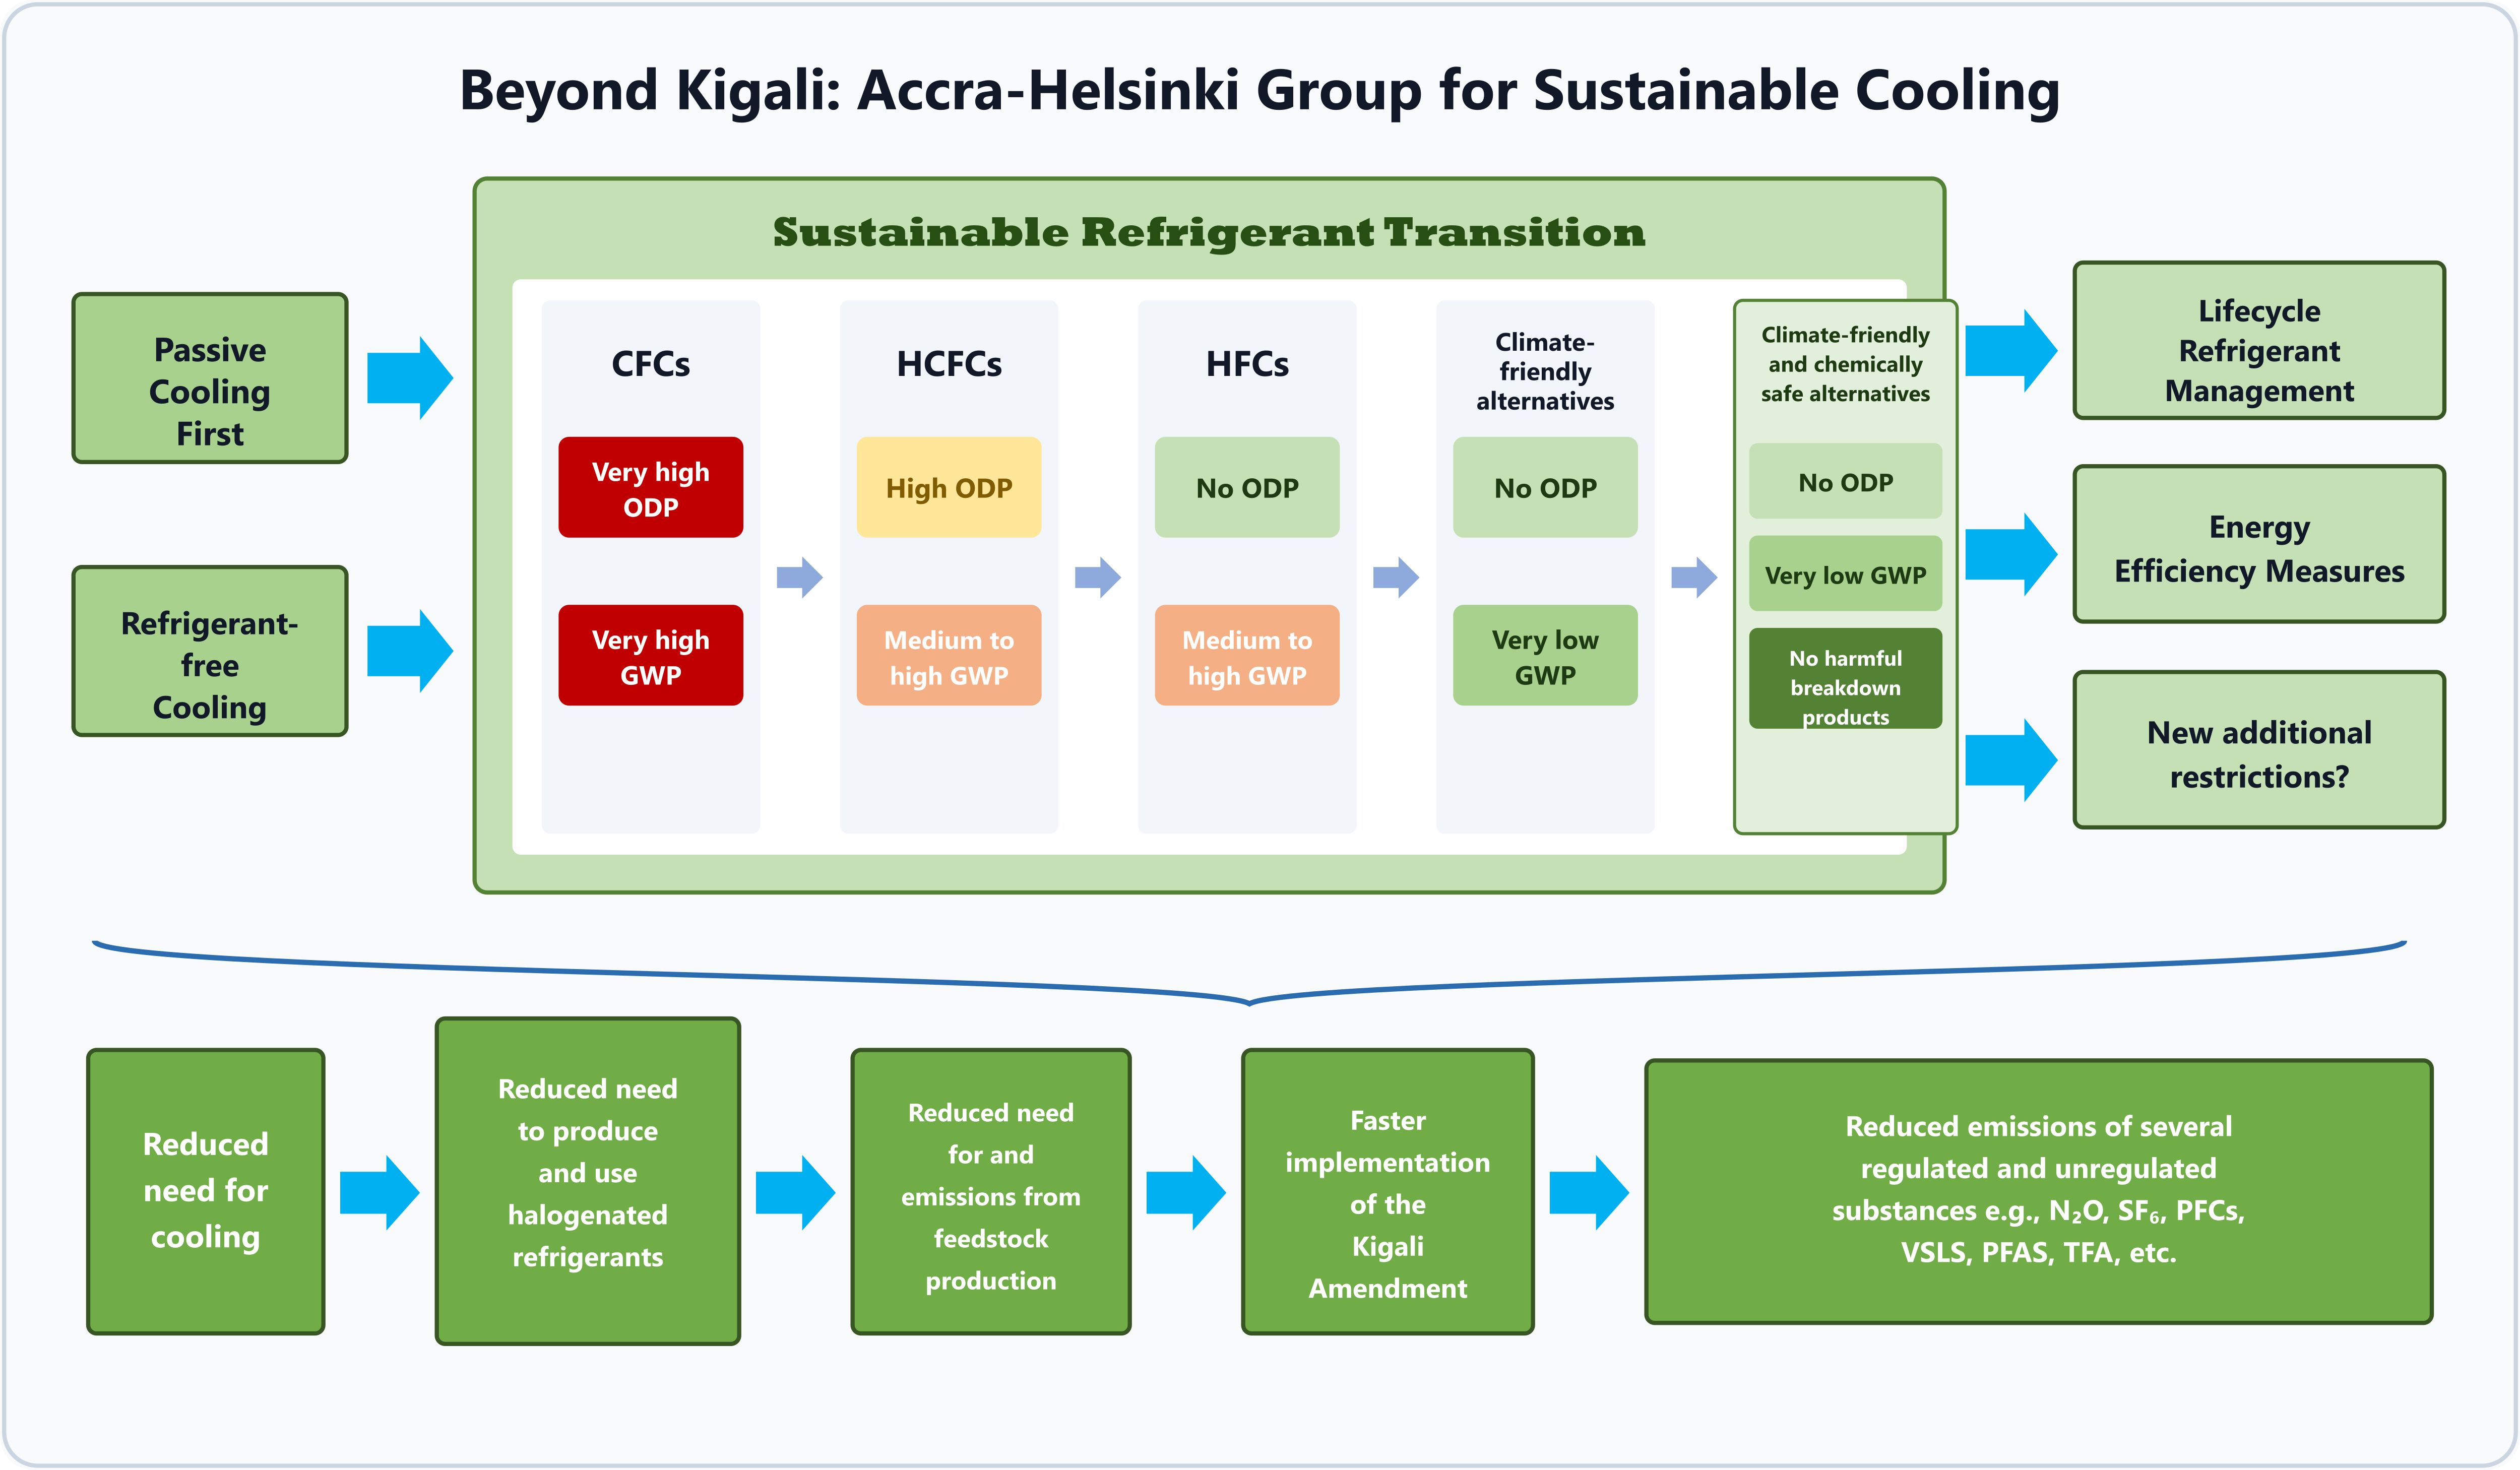 Beyond Kigali: Accra-Helsinki Group for Sustainable Cooling
Passive
Cooling
First
Refrigerant-
free
Cooling
Sustainable Refrigerant Transition
CFCs
Very high
ODP
Very high
GWP
HCFCs
High ODP
Medium to
high GWP
HFCs
No ODP
Medium to
high GWP
Climate-
friendly
alternatives
No ODP
Very low
GWP
Climate-friendly
and chemically
safe alternatives
No ODP
Very low GWP
No harmful
breakdown
products
Lifecycle
Refrigerant
Management
Energy
Efficiency Measures
New additional
restrictions?
Reduced
need for
cooling
Reduced need
to produce
and use
halogenated
refrigerants
Reduced need
for and
emissions from
feedstock
production
Faster
implementation
of the
Kigali
Amendment
Reduced emissions of several
regulated and unregulated
substances e.g., N₂O, SF₆, PFCs,
VSLS, PFAS, TFA, etc.